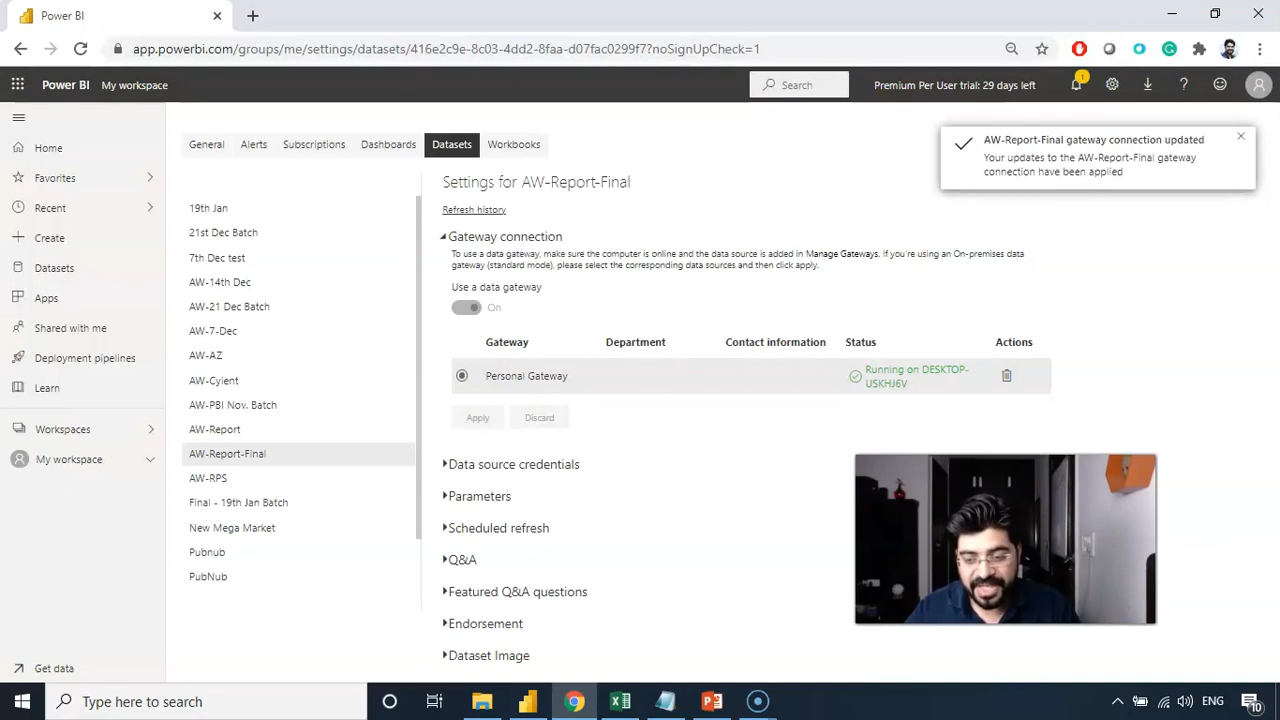 Power BI
app.powerbi.com/groups/me/settings/datasets/416e2c9e-8c03-4dd2-8faa-d07fac0299f7?noSignUpCheck=1
Power BI My workspace
Search
Premium Per User trial: 29 days left
1
Home
Favorites
Recent
Create
Datasets
Apps
Shared with me
Deployment pipelines
Learn
Workspaces
My workspace
Get data
General Alerts Subscriptions Dashboards Datasets Workbooks
19th Jan
21st Dec Batch
7th Dec test
AW-14th Dec
AW-21 Dec Batch
AW-7-Dec
AW-AZ
AW-Cyient
AW-PBI Nov. Batch
AW-Report
AW-Report-Final
AW-RPS
Final - 19th Jan Batch
New Mega Market
Pubnub
PubNub
Settings for AW-Report-Final
Refresh history
Gateway connection
To use a data gateway, make sure the computer is online and the data source is added in Manage Gateways. If you're using an On-premises data
gateway (standard mode), please select the corresponding data sources and then click apply.
Use a data gateway
On
Gateway Department Contact information Status Actions
Personal Gateway
Running on DESKTOP-
USKHJ6V
Apply Discard
Data source credentials
Parameters
Scheduled refresh
Q&A
Featured Q&A questions
Endorsement
Dataset Image
AW-Report-Final gateway connection updated
Your updates to the AW-Report-Final gateway
connection have been applied
Type here to search
ENG
10